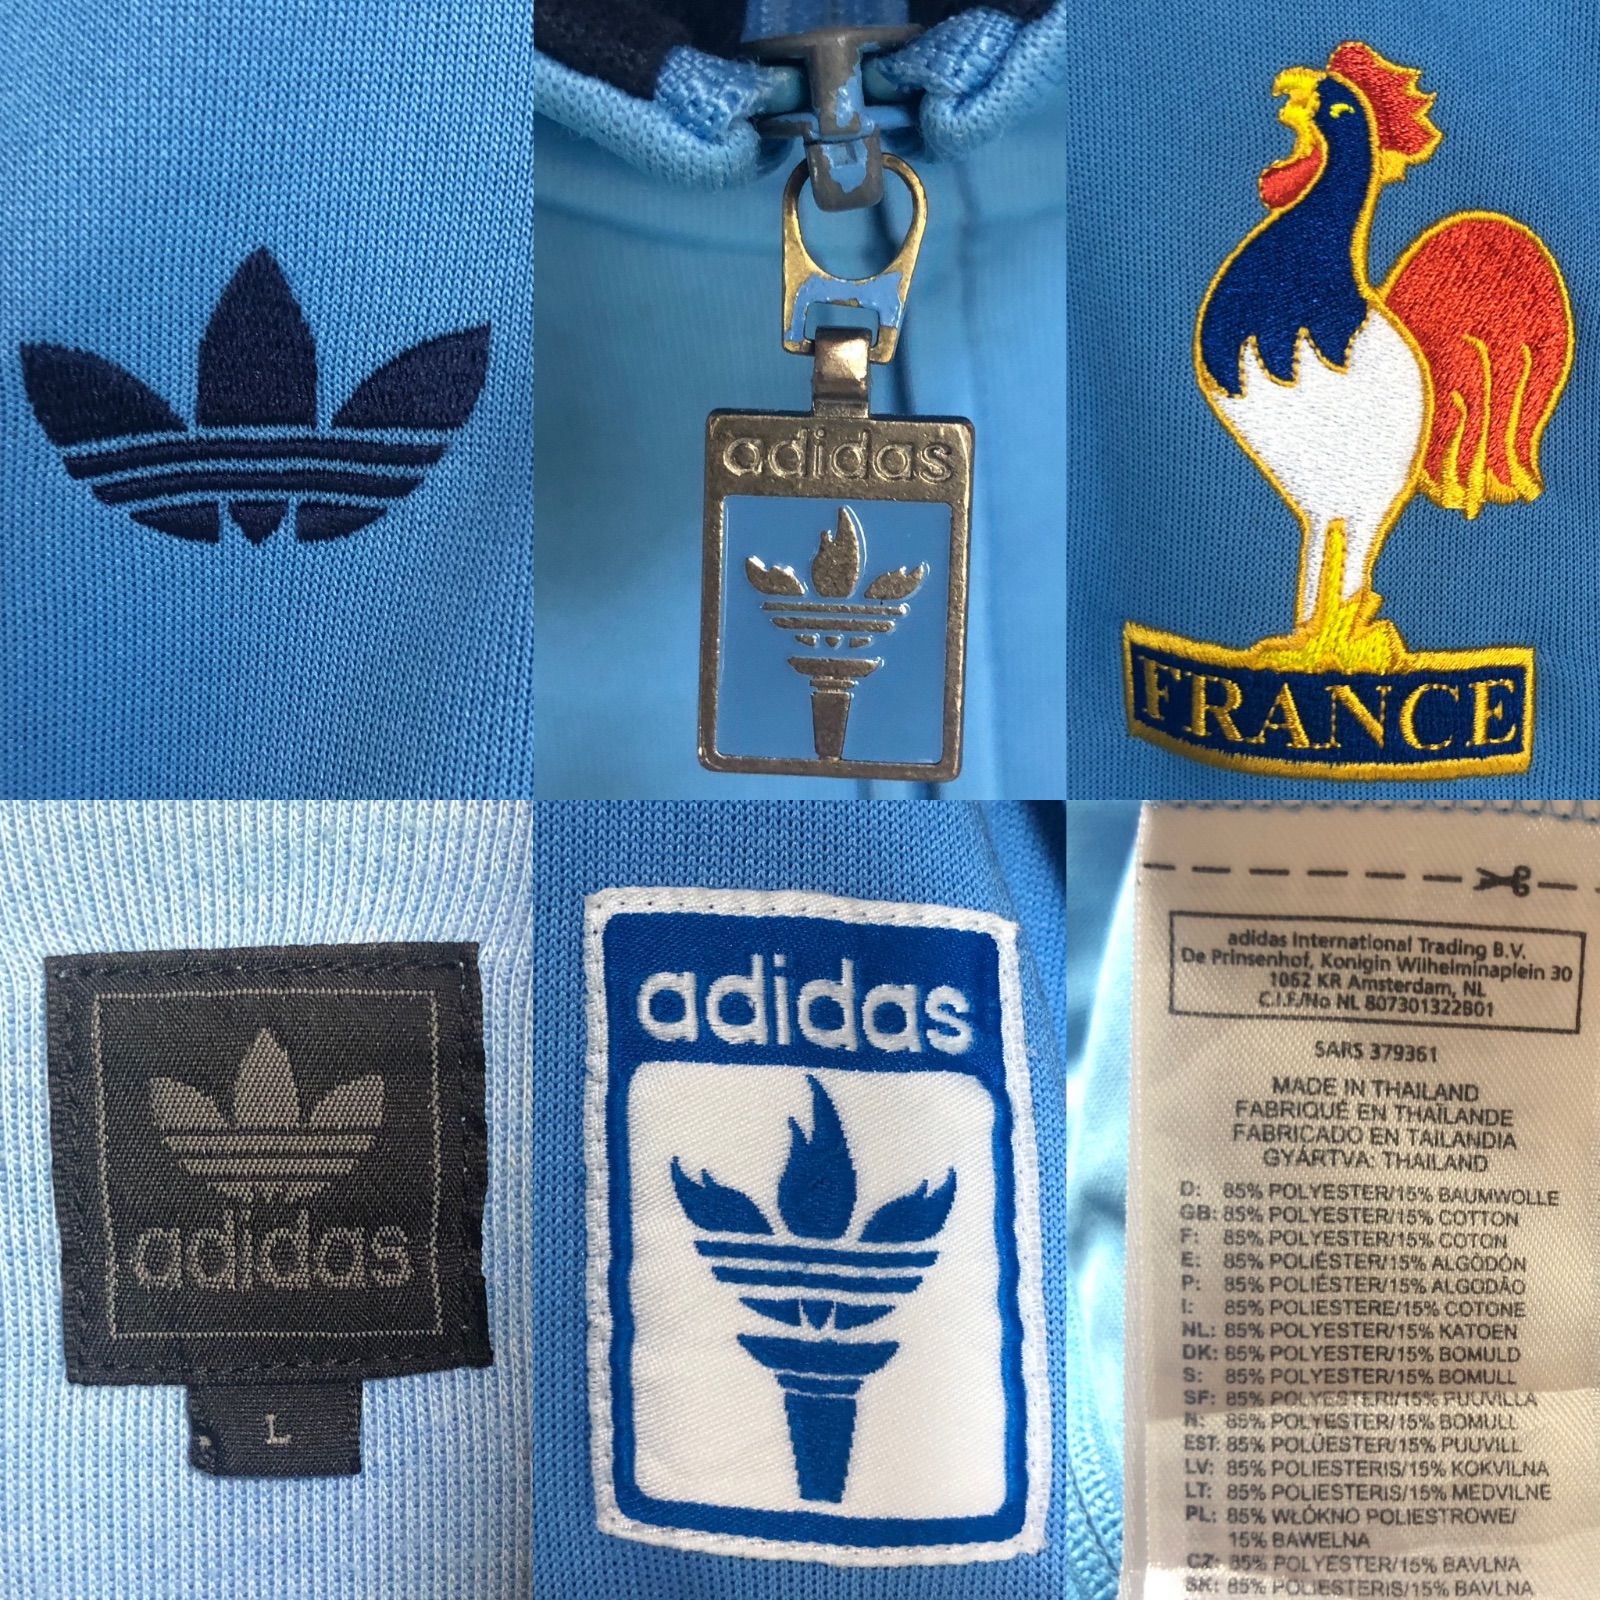 adidas
FRANCE
adidas
L
adidas
adidas International Trading B.V.
De Prinsenhof, Konigin Wilhelminaplein 30
1062 KR Amsterdam, NL
C.I.F./No NL 807301322B01
SARS 379361
MADE IN THAILAND
FABRIQUÉ EN THAÏLANDE
FABRICADO EN TAILANDIA
GYÁRTVA: THAILAND
D: 85% POLYESTER/15% BAUMWOLLE
GB: 85% POLYESTER/15% COTTON
F: 85% POLYESTER/15% COTON
E: 85% POLIÉSTER/15% ALGODÓN
P: 85% POLIÉSTER/15% ALGODÃO
I: 85% POLIESTERE/15% COTONE
NL: 85% POLYESTER/15% KATOEN
DK: 85% POLYESTER/15% BOMULD
S: 85% POLYESTER/15% BOMULL
SF: 85% POLYESTERI/15% PUUVILLA
N: 85% POLYESTER/15% BOMULL
EST: 85% POLÜESTER/15% PUUVILL
LV: 85% POLIESTERIS/15% KOKVILNA
LT: 85% POLIESTERIS/15% MEDVILNE
PL: 85% WŁÓKNO POLIESTROWE/
15% BAWELNA
CZ: 85% POLYESTER/15% BAVLNA
SK: 85% POLIESTERIS/15% BAVLNA